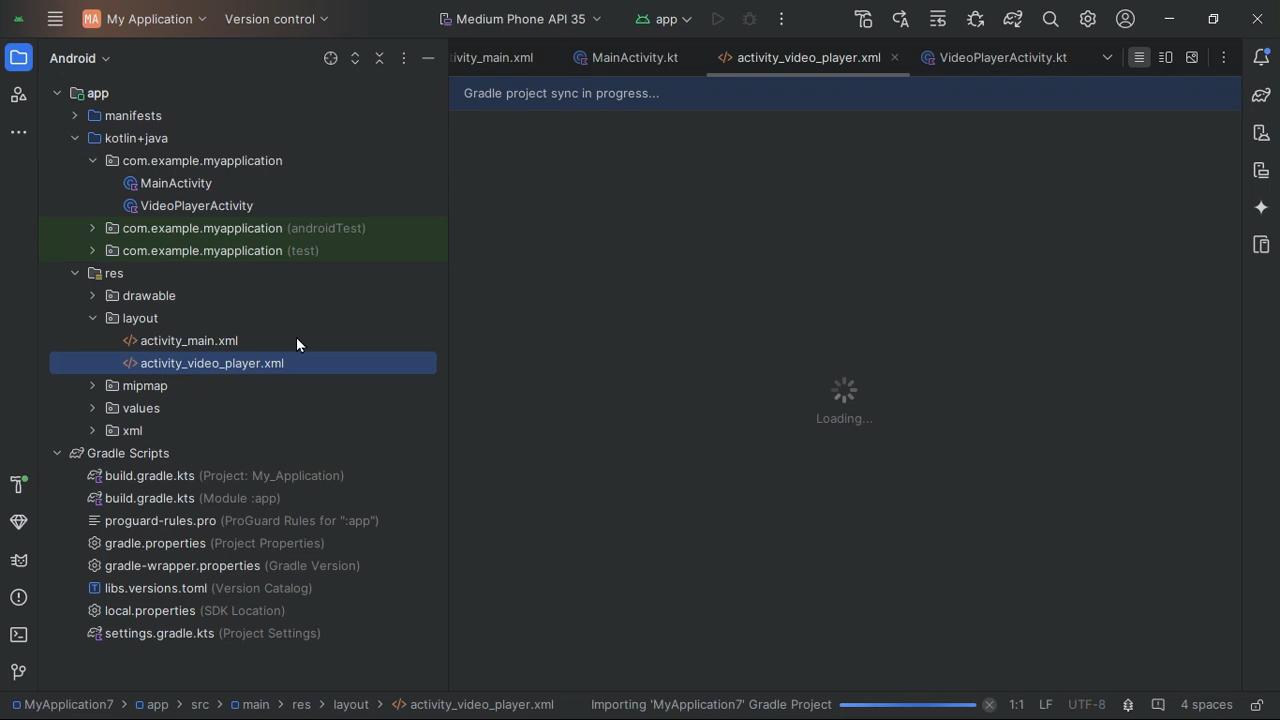 MA My Application Version control Medium Phone API 35 app
Android
ivity_main.xml MainActivity.kt activity_video_player.xml VideoPlayerActivity.kt
Gradle project sync in progress...
app
manifests
kotlin+java
com.example.myapplication
MainActivity
VideoPlayerActivity
com.example.myapplication (androidTest)
com.example.myapplication (test)
res
drawable
layout
activity_main.xml
activity_video_player.xml
mipmap
values
xml
Gradle Scripts
build.gradle.kts (Project: My_Application)
build.gradle.kts (Module :app)
proguard-rules.pro (ProGuard Rules for ":app")
gradle.properties (Project Properties)
gradle-wrapper.properties (Gradle Version)
libs.versions.toml (Version Catalog)
local.properties (SDK Location)
settings.gradle.kts (Project Settings)
Loading...
MyApplication7 > app > src > main > res > layout > activity_video_player.xml Importing 'MyApplication7' Gradle Project 1:1 LF UTF-8 4 spaces